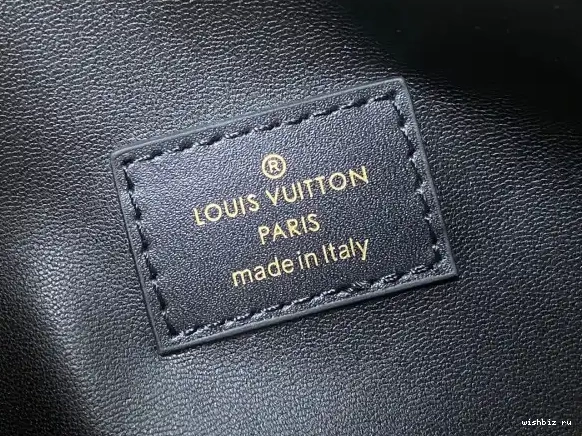 ®
LOUIS VUITTON
PARIS
made in Italy
wishbiz ru